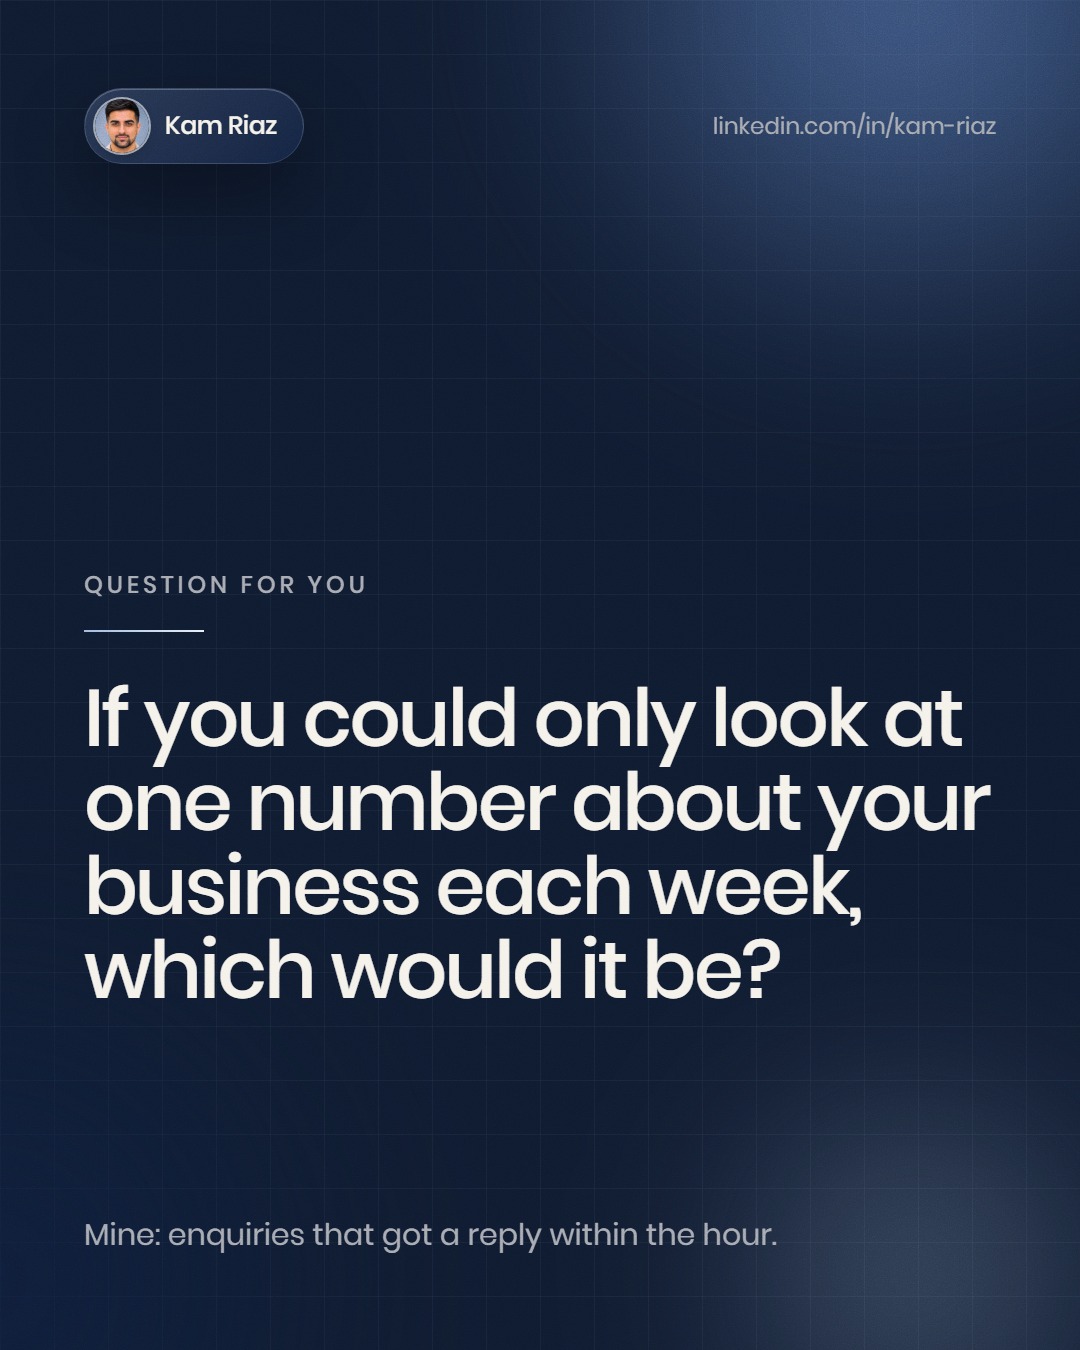 Kam Riaz
linkedin.com/in/kam-riaz
QUESTION FOR YOU
If you could only look at
one number about your
business each week,
which would it be?
Mine: enquiries that got a reply within the hour.